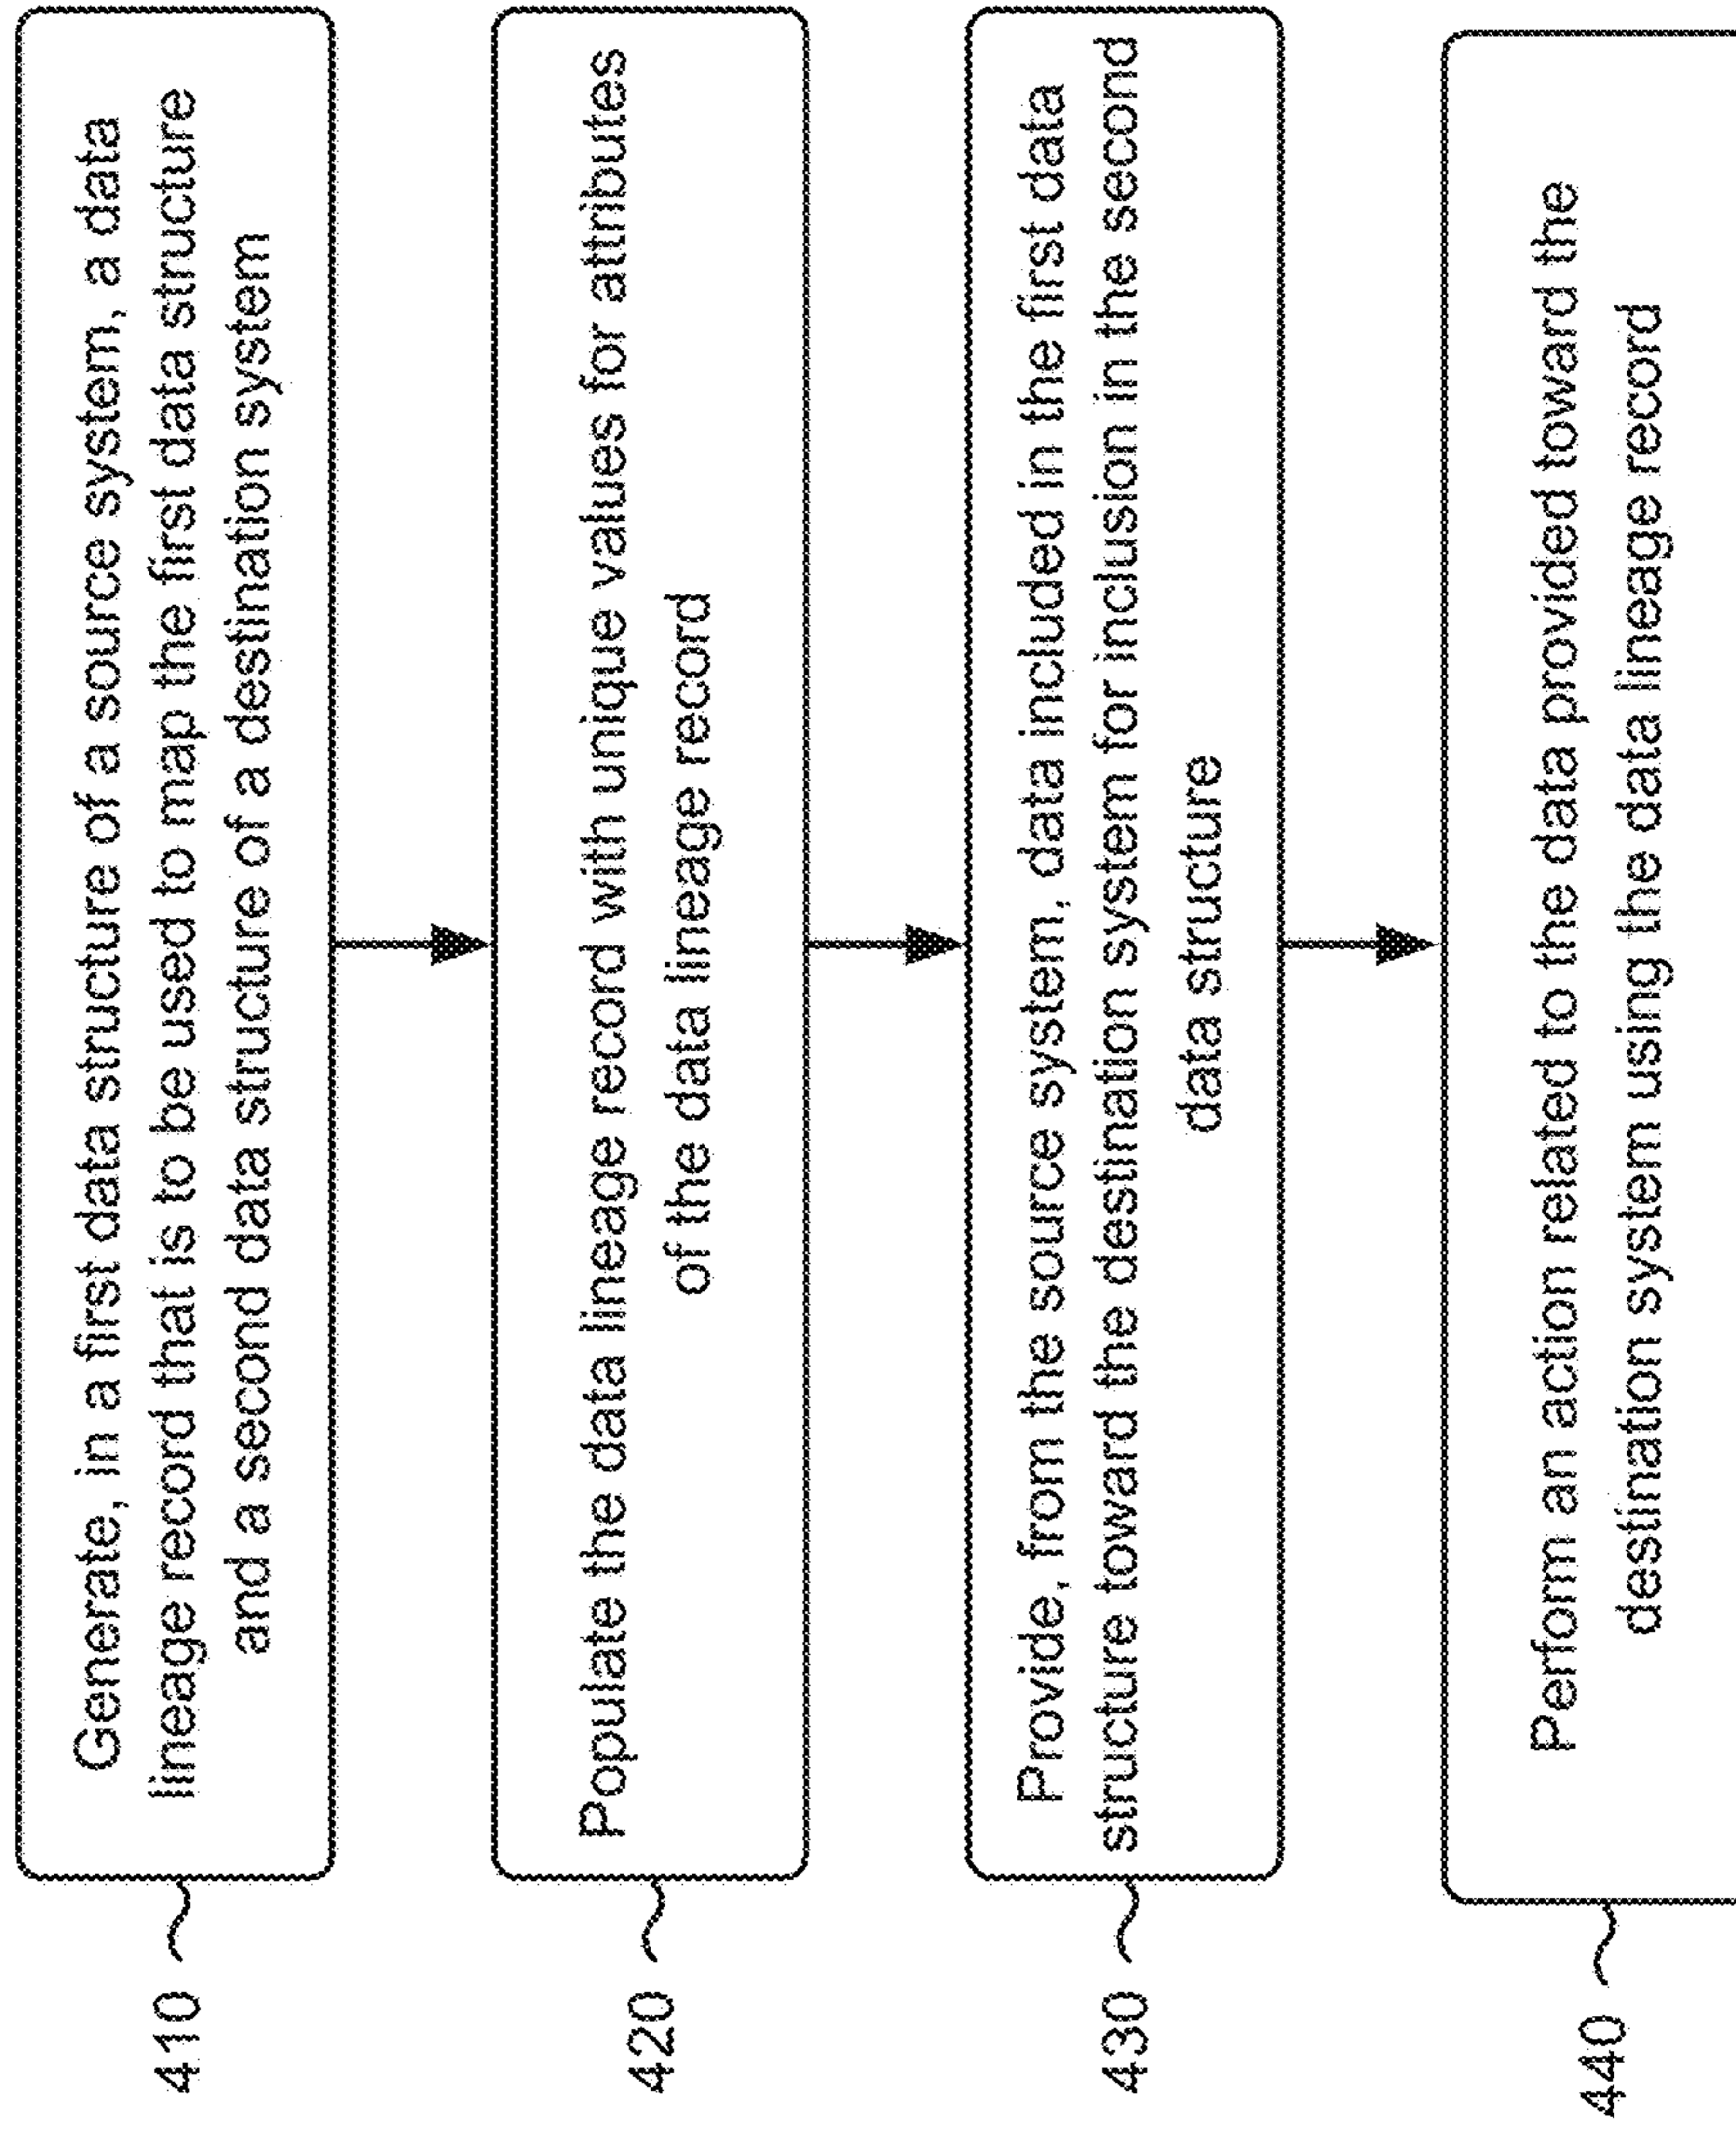 410
Generate, in a first data structure of a source system, a data
lineage record that is to be used to map the first data structure
and a second data structure of a destination system
420
Populate the data lineage record with unique values for attributes
of the data lineage record
430
Provide, from the source system, data included in the first data
structure toward the destination system for inclusion in the second
data structure
440
Perform an action related to the data provided toward the
destination system using the data lineage record